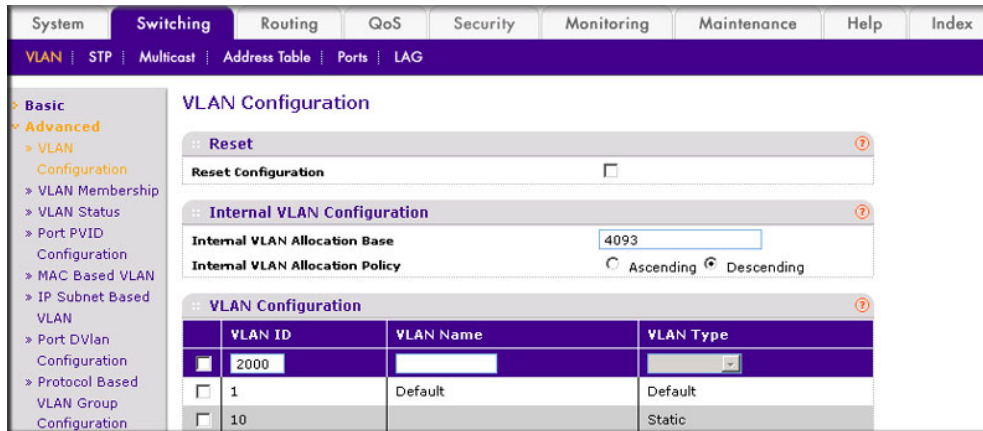 System Switching Routing QoS Security Monitoring Maintenance Help Index
VLAN STP Multicast Address Table Ports LAG
Basic
Advanced
» VLAN
Configuration
» VLAN Membership
» VLAN Status
» Port PVID
Configuration
» MAC Based VLAN
» IP Subnet Based
VLAN
» Port DVlan
Configuration
» Protocol Based
VLAN Group
Configuration
VLAN Configuration
Reset
Reset Configuration
Internal VLAN Configuration
Internal VLAN Allocation Base 4093
Internal VLAN Allocation Policy Ascending Descending
VLAN Configuration
VLAN ID VLAN Name VLAN Type
2000
1 Default Default
10 Static